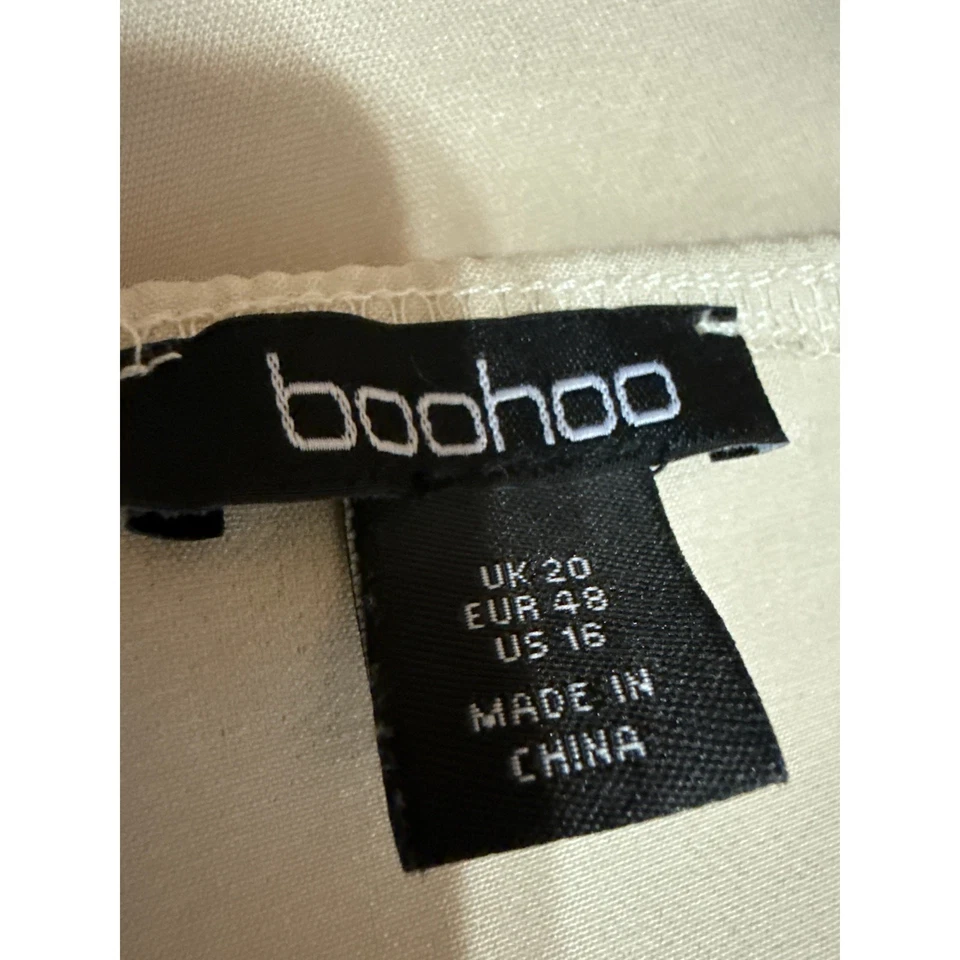 boohoo
UK 20
EUR 48
US 16
MADE IN
CHINA